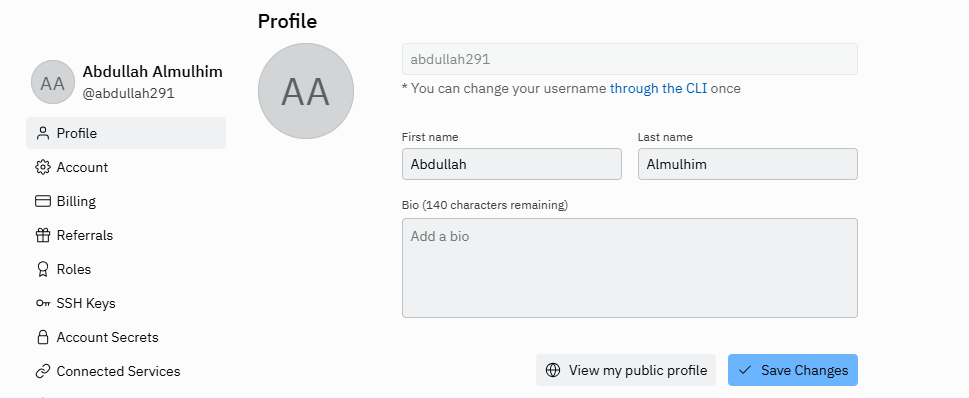 Profile
AA
Abdullah Almulhim
@abdullah291
Profile
Account
Billing
Referrals
Roles
SSH Keys
Account Secrets
Connected Services
AA
abdullah291
* You can change your username through the CLI once
First name
Last name
Abdullah
Almulhim
Bio (140 characters remaining)
Add a bio
View my public profile
Save Changes